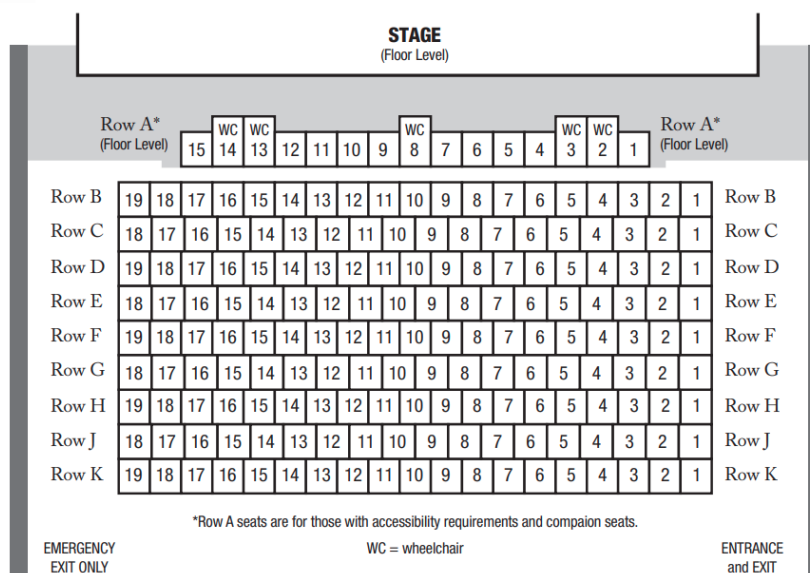 STAGE
(Floor Level)
Row A* WC WC WC WC WC Row A*
(Floor Level) 15 14 13 12 11 10 9 8 7 6 5 4 3 2 1 (Floor Level)
Row B 19 18 17 16 15 14 13 12 11 10 9 8 7 6 5 4 3 2 1 Row B
Row C 18 17 16 15 14 13 12 11 10 9 8 7 6 5 4 3 2 1 Row C
Row D 19 18 17 16 15 14 13 12 11 10 9 8 7 6 5 4 3 2 1 Row D
Row E 18 17 16 15 14 13 12 11 10 9 8 7 6 5 4 3 2 1 Row E
Row F 19 18 17 16 15 14 13 12 11 10 9 8 7 6 5 4 3 2 1 Row F
Row G 18 17 16 15 14 13 12 11 10 9 8 7 6 5 4 3 2 1 Row G
Row H 19 18 17 16 15 14 13 12 11 10 9 8 7 6 5 4 3 2 1 Row H
Row J 18 17 16 15 14 13 12 11 10 9 8 7 6 5 4 3 2 1 Row J
Row K 19 18 17 16 15 14 13 12 11 10 9 8 7 6 5 4 3 2 1 Row K
*Row A seats are for those with accessibility requirements and compaion seats.
EMERGENCY WC = wheelchair ENTRANCE
EXIT ONLY and EXIT